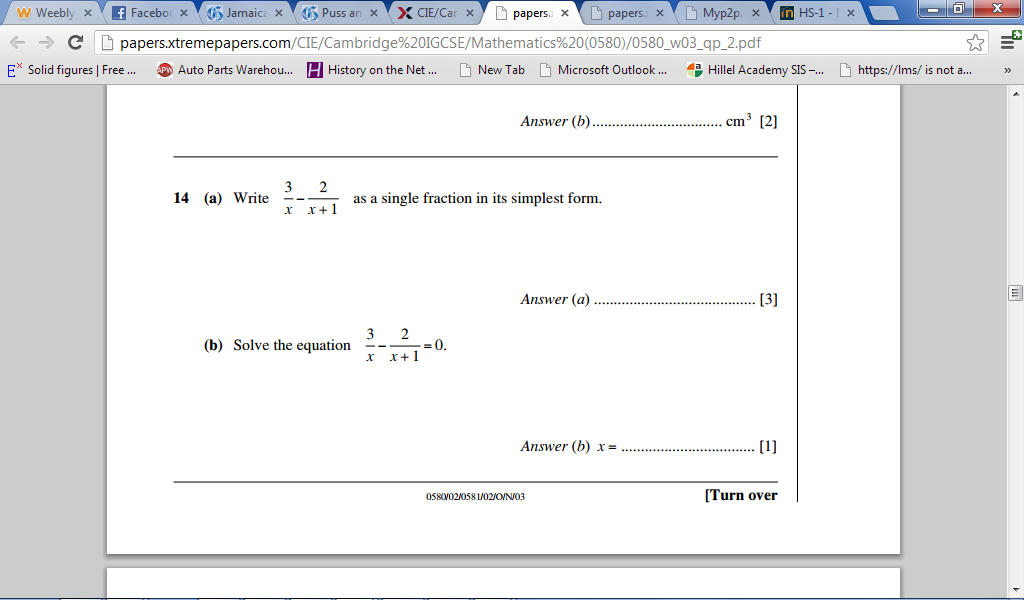 Weebly Facebo Jamaica Puss an CIE/Car papers. papers. Myp2p. HS-1 -
papers.xtremepapers.com/CIE/Cambridge%20IGCSE/Mathematics%20(0580)/0580_w03_qp_2.pdf
Solid figures | Free ... Auto Parts Warehou... History on the Net ... New Tab Microsoft Outlook ... Hillel Academy SIS –... https://lms/ is not a... »
Answer (b)................................. cm³ [2]
14 (a) Write 3/x − 2/(x + 1) as a single fraction in its simplest form.
Answer (a) ......................................... [3]
(b) Solve the equation 3/x − 2/(x + 1) = 0.
Answer (b) x = .................................. [1]
0580/02/0581/02/O/N/03
[Turn over